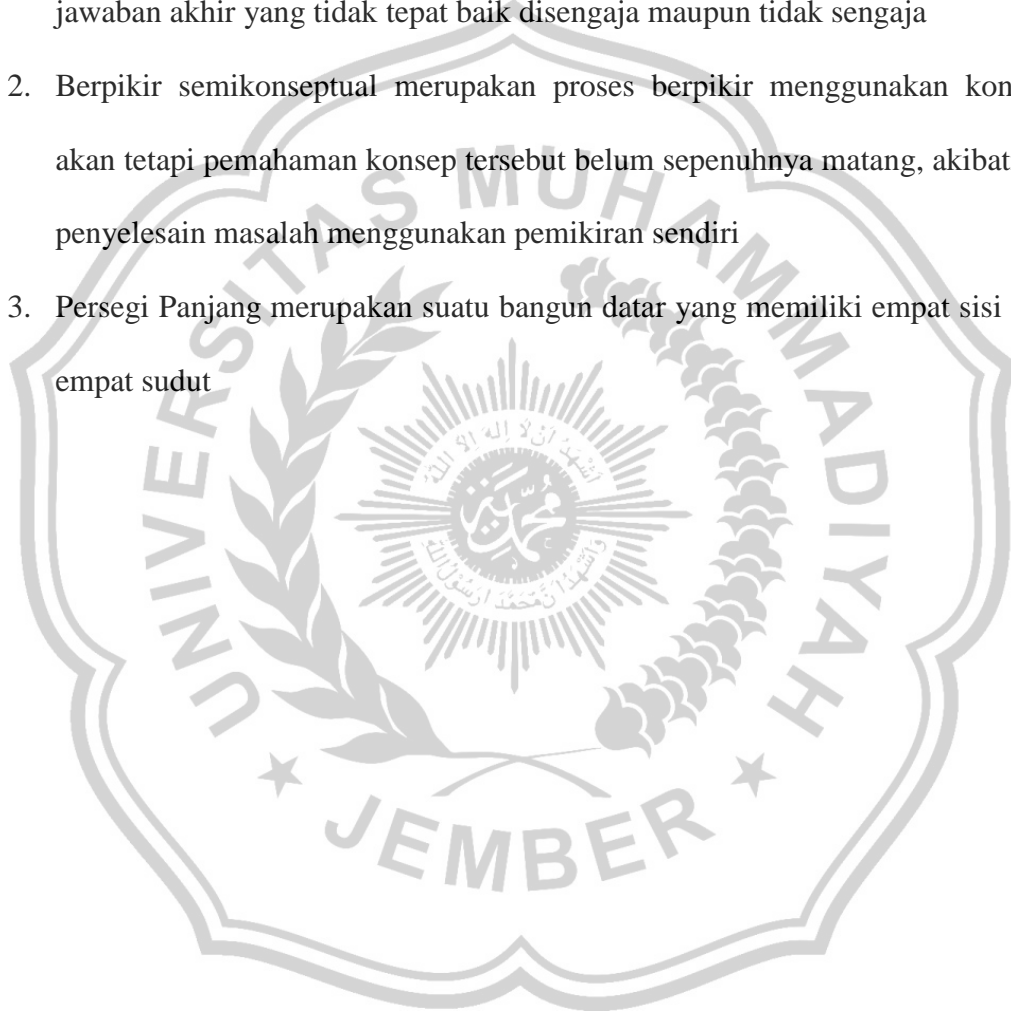 jawaban akhir yang tidak tepat baik disengaja maupun tidak sengaja
2. Berpikir semikonseptual merupakan proses berpikir menggunakan kon
akan tetapi pemahaman konsep tersebut belum sepenuhnya matang, akibat
penyelesain masalah menggunakan pemikiran sendiri
3. Persegi Panjang merupakan suatu bangun datar yang memiliki empat sisi
empat sudut
UNIVERSITAS MUHAMMADIYAH
JEMBER